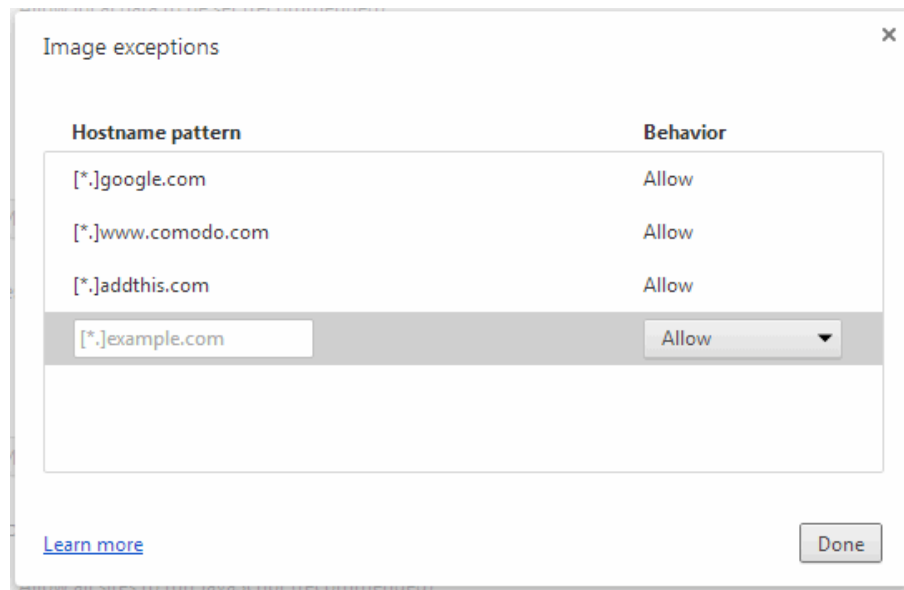 Image exceptions
×
Hostname pattern Behavior
[*.]google.com Allow
[*.]www.comodo.com Allow
[*.]addthis.com Allow
[*.]example.com Allow
Learn more Done